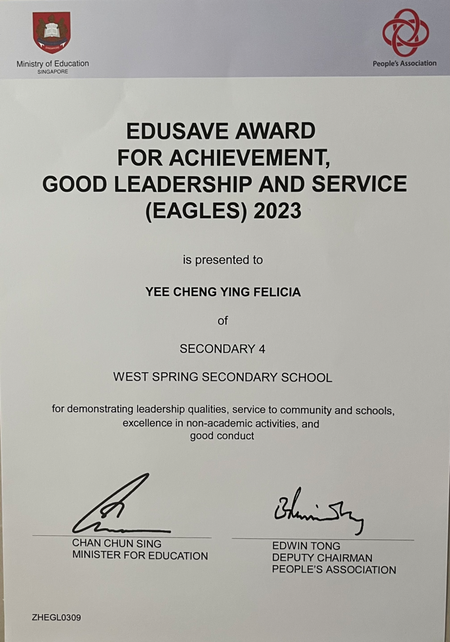 Ministry of Education
SINGAPORE
People's Association
EDUSAVE AWARD
FOR ACHIEVEMENT,
GOOD LEADERSHIP AND SERVICE
(EAGLES) 2023
is presented to
YEE CHENG YING FELICIA
of
SECONDARY 4
WEST SPRING SECONDARY SCHOOL
for demonstrating leadership qualities, service to community and schools,
excellence in non-academic activities, and
good conduct
CHAN CHUN SING
MINISTER FOR EDUCATION
EDWIN TONG
DEPUTY CHAIRMAN
PEOPLE'S ASSOCIATION
ZHEGL0309